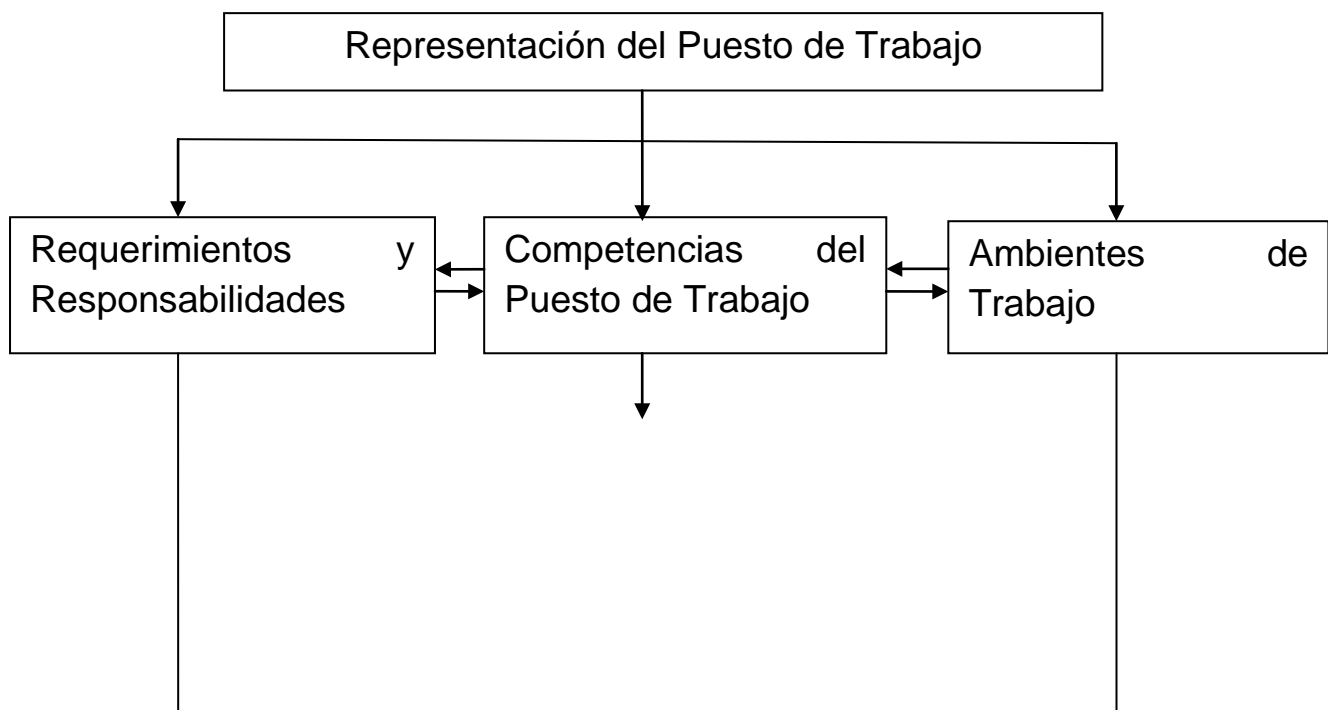 Representación del Puesto de Trabajo
Requerimientos y
Responsabilidades
Competencias del
Puesto de Trabajo
Ambientes de
Trabajo